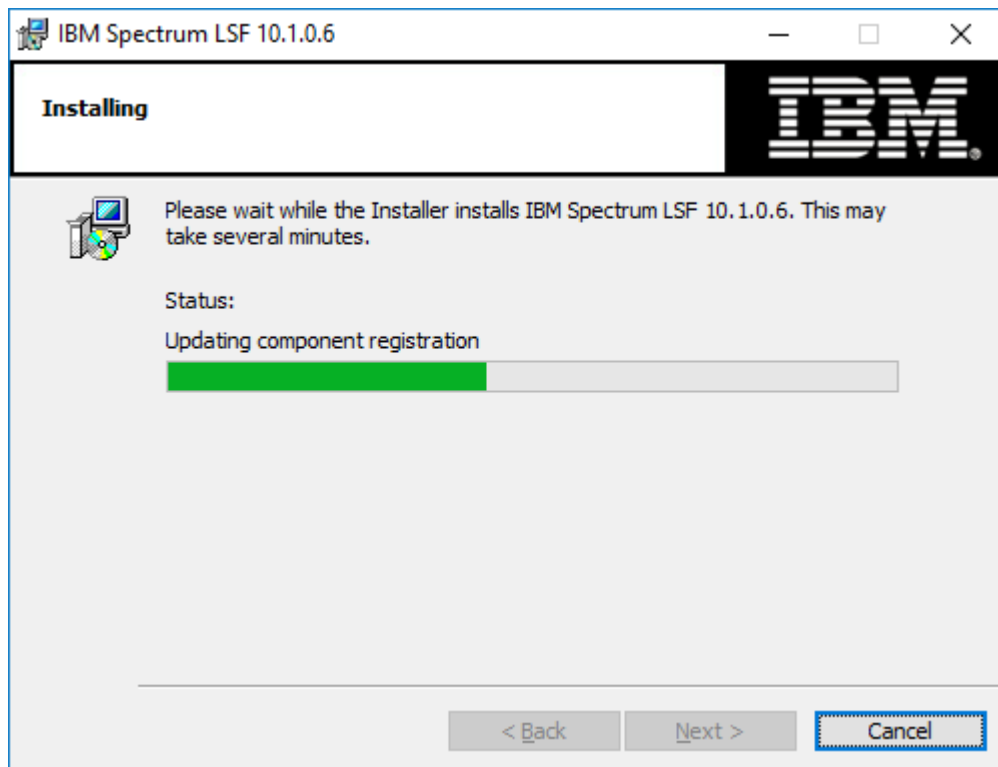 IBM Spectrum LSF 10.1.0.6
Installing
IBM®
Please wait while the Installer installs IBM Spectrum LSF 10.1.0.6. This may
take several minutes.
Status:
Updating component registration
< Back
Next >
Cancel